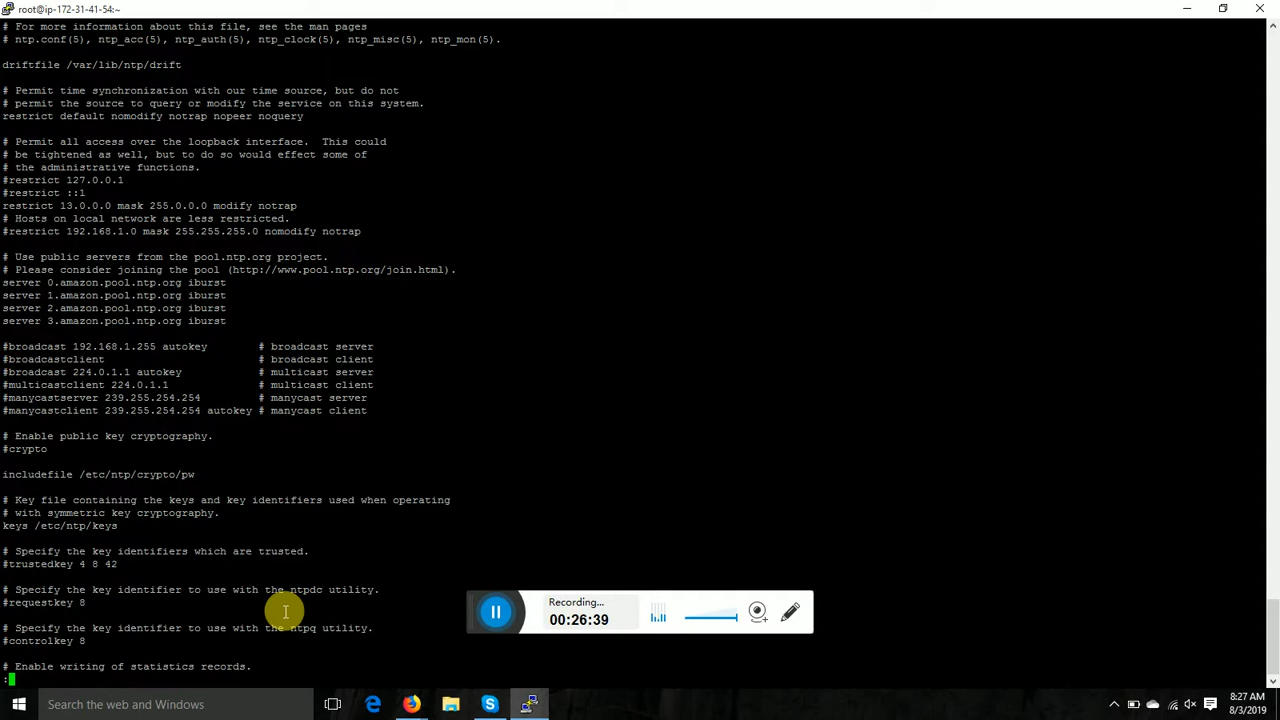 root@ip-172-31-41-54:~
# For more information about this file, see the man pages
# ntp.conf(5), ntp_acc(5), ntp_auth(5), ntp_clock(5), ntp_misc(5), ntp_mon(5).
driftfile /var/lib/ntp/drift
# Permit time synchronization with our time source, but do not
# permit the source to query or modify the service on this system.
restrict default nomodify notrap nopeer noquery
# Permit all access over the loopback interface.  This could
# be tightened as well, but to do so would effect some of
# the administrative functions.
#restrict 127.0.0.1
#restrict ::1
restrict 13.0.0.0 mask 255.0.0.0 modify notrap
# Hosts on local network are less restricted.
#restrict 192.168.1.0 mask 255.255.255.0 nomodify notrap
# Use public servers from the pool.ntp.org project.
# Please consider joining the pool (http://www.pool.ntp.org/join.html).
server 0.amazon.pool.ntp.org iburst
server 1.amazon.pool.ntp.org iburst
server 2.amazon.pool.ntp.org iburst
server 3.amazon.pool.ntp.org iburst
#broadcast 192.168.1.255 autokey        # broadcast server
#broadcastclient                        # broadcast client
#broadcast 224.0.1.1 autokey            # multicast server
#multicastclient 224.0.1.1              # multicast client
#manycastserver 239.255.254.254         # manycast server
#manycastclient 239.255.254.254 autokey # manycast client
# Enable public key cryptography.
#crypto
includefile /etc/ntp/crypto/pw
# Key file containing the keys and key identifiers used when operating
# with symmetric key cryptography.
keys /etc/ntp/keys
# Specify the key identifiers which are trusted.
#trustedkey 4 8 42
# Specify the key identifier to use with the ntpdc utility.
#requestkey 8
# Specify the key identifier to use with the ntpq utility.
#controlkey 8
# Enable writing of statistics records.
:
Recording...
00:26:39
Search the web and Windows
8:27 AM
8/3/2019